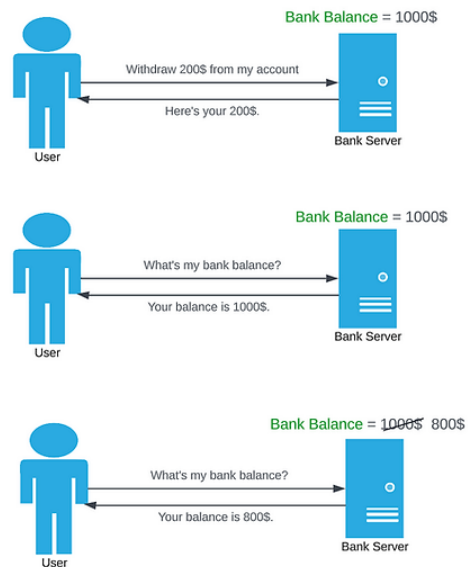 Bank Balance = 1000$
Withdraw 200$ from my account
Here's your 200$.
User
Bank Server
Bank Balance = 1000$
What's my bank balance?
Your balance is 1000$.
User
Bank Server
Bank Balance = 1000$ 800$
What's my bank balance?
Your balance is 800$.
User
Bank Server